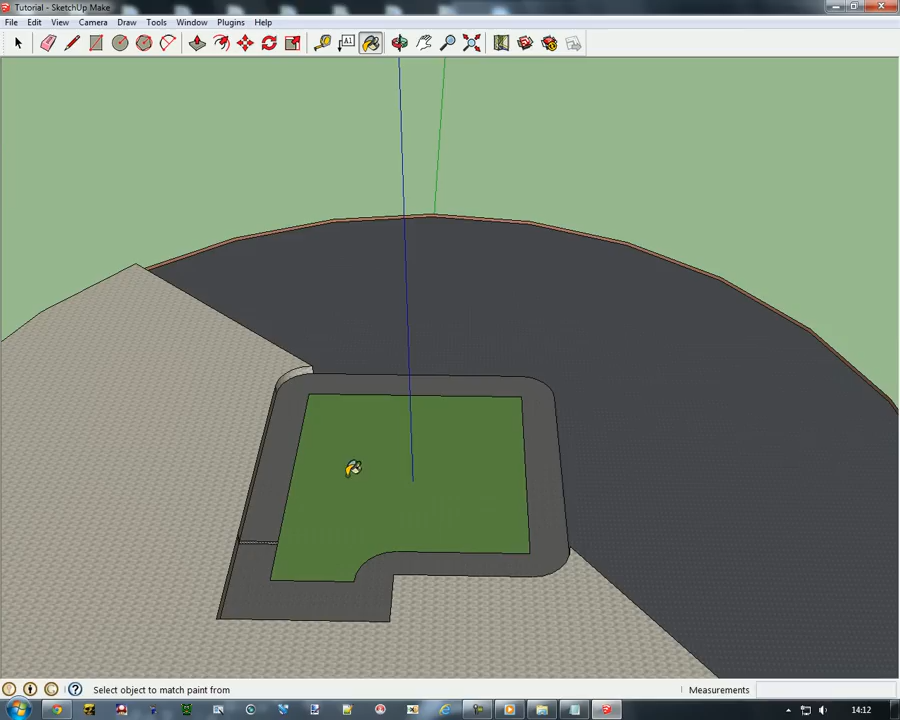 Tutorial - SketchUp Make
File Edit View Camera Draw Tools Window Plugins Help
A1
Select object to match paint from
Measurements
14:12